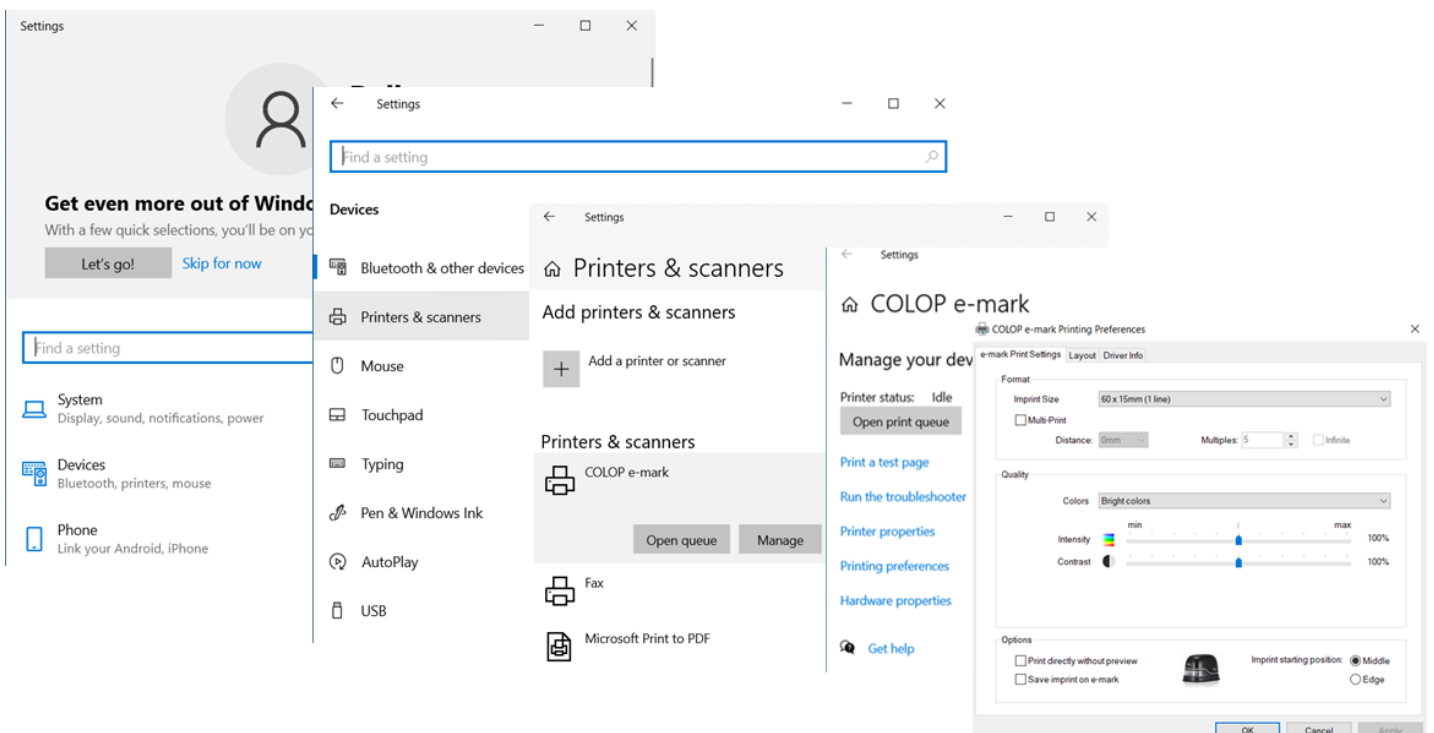 Settings
Get even more out of Windo
With a few quick selections, you'll be on yo
Let's go!
Skip for now
Find a setting
System
Display, sound, notifications, power
Devices
Bluetooth, printers, mouse
Phone
Link your Android, iPhone
Settings
Find a setting
Devices
Bluetooth & other devices
Printers & scanners
Mouse
Touchpad
Typing
Pen & Windows Ink
AutoPlay
USB
Settings
Printers & scanners
Add printers & scanners
Add a printer or scanner
Printers & scanners
COLOP e-mark
Open queue Manage
Fax
Microsoft Print to PDF
Settings
COLOP e-mark
Manage your dev
Printer status: Idle
Open print queue
Print a test page
Run the troubleshooter
Printer properties
Printing preferences
Hardware properties
Get help
COLOP e-mark Printing Preferences
e-mark Print Settings Layout Driver Info
Format
Imprint Size 60 x 15mm (1 line)
Multi-Print
Distance: 0mm Multiples: 5 Infinite
Quality
Colors Bright colors
min max
Intensity 100%
Contrast 100%
Options
Print directly without preview Imprint starting position: Middle
Save imprint on e-mark Edge
OK Cancel Apply